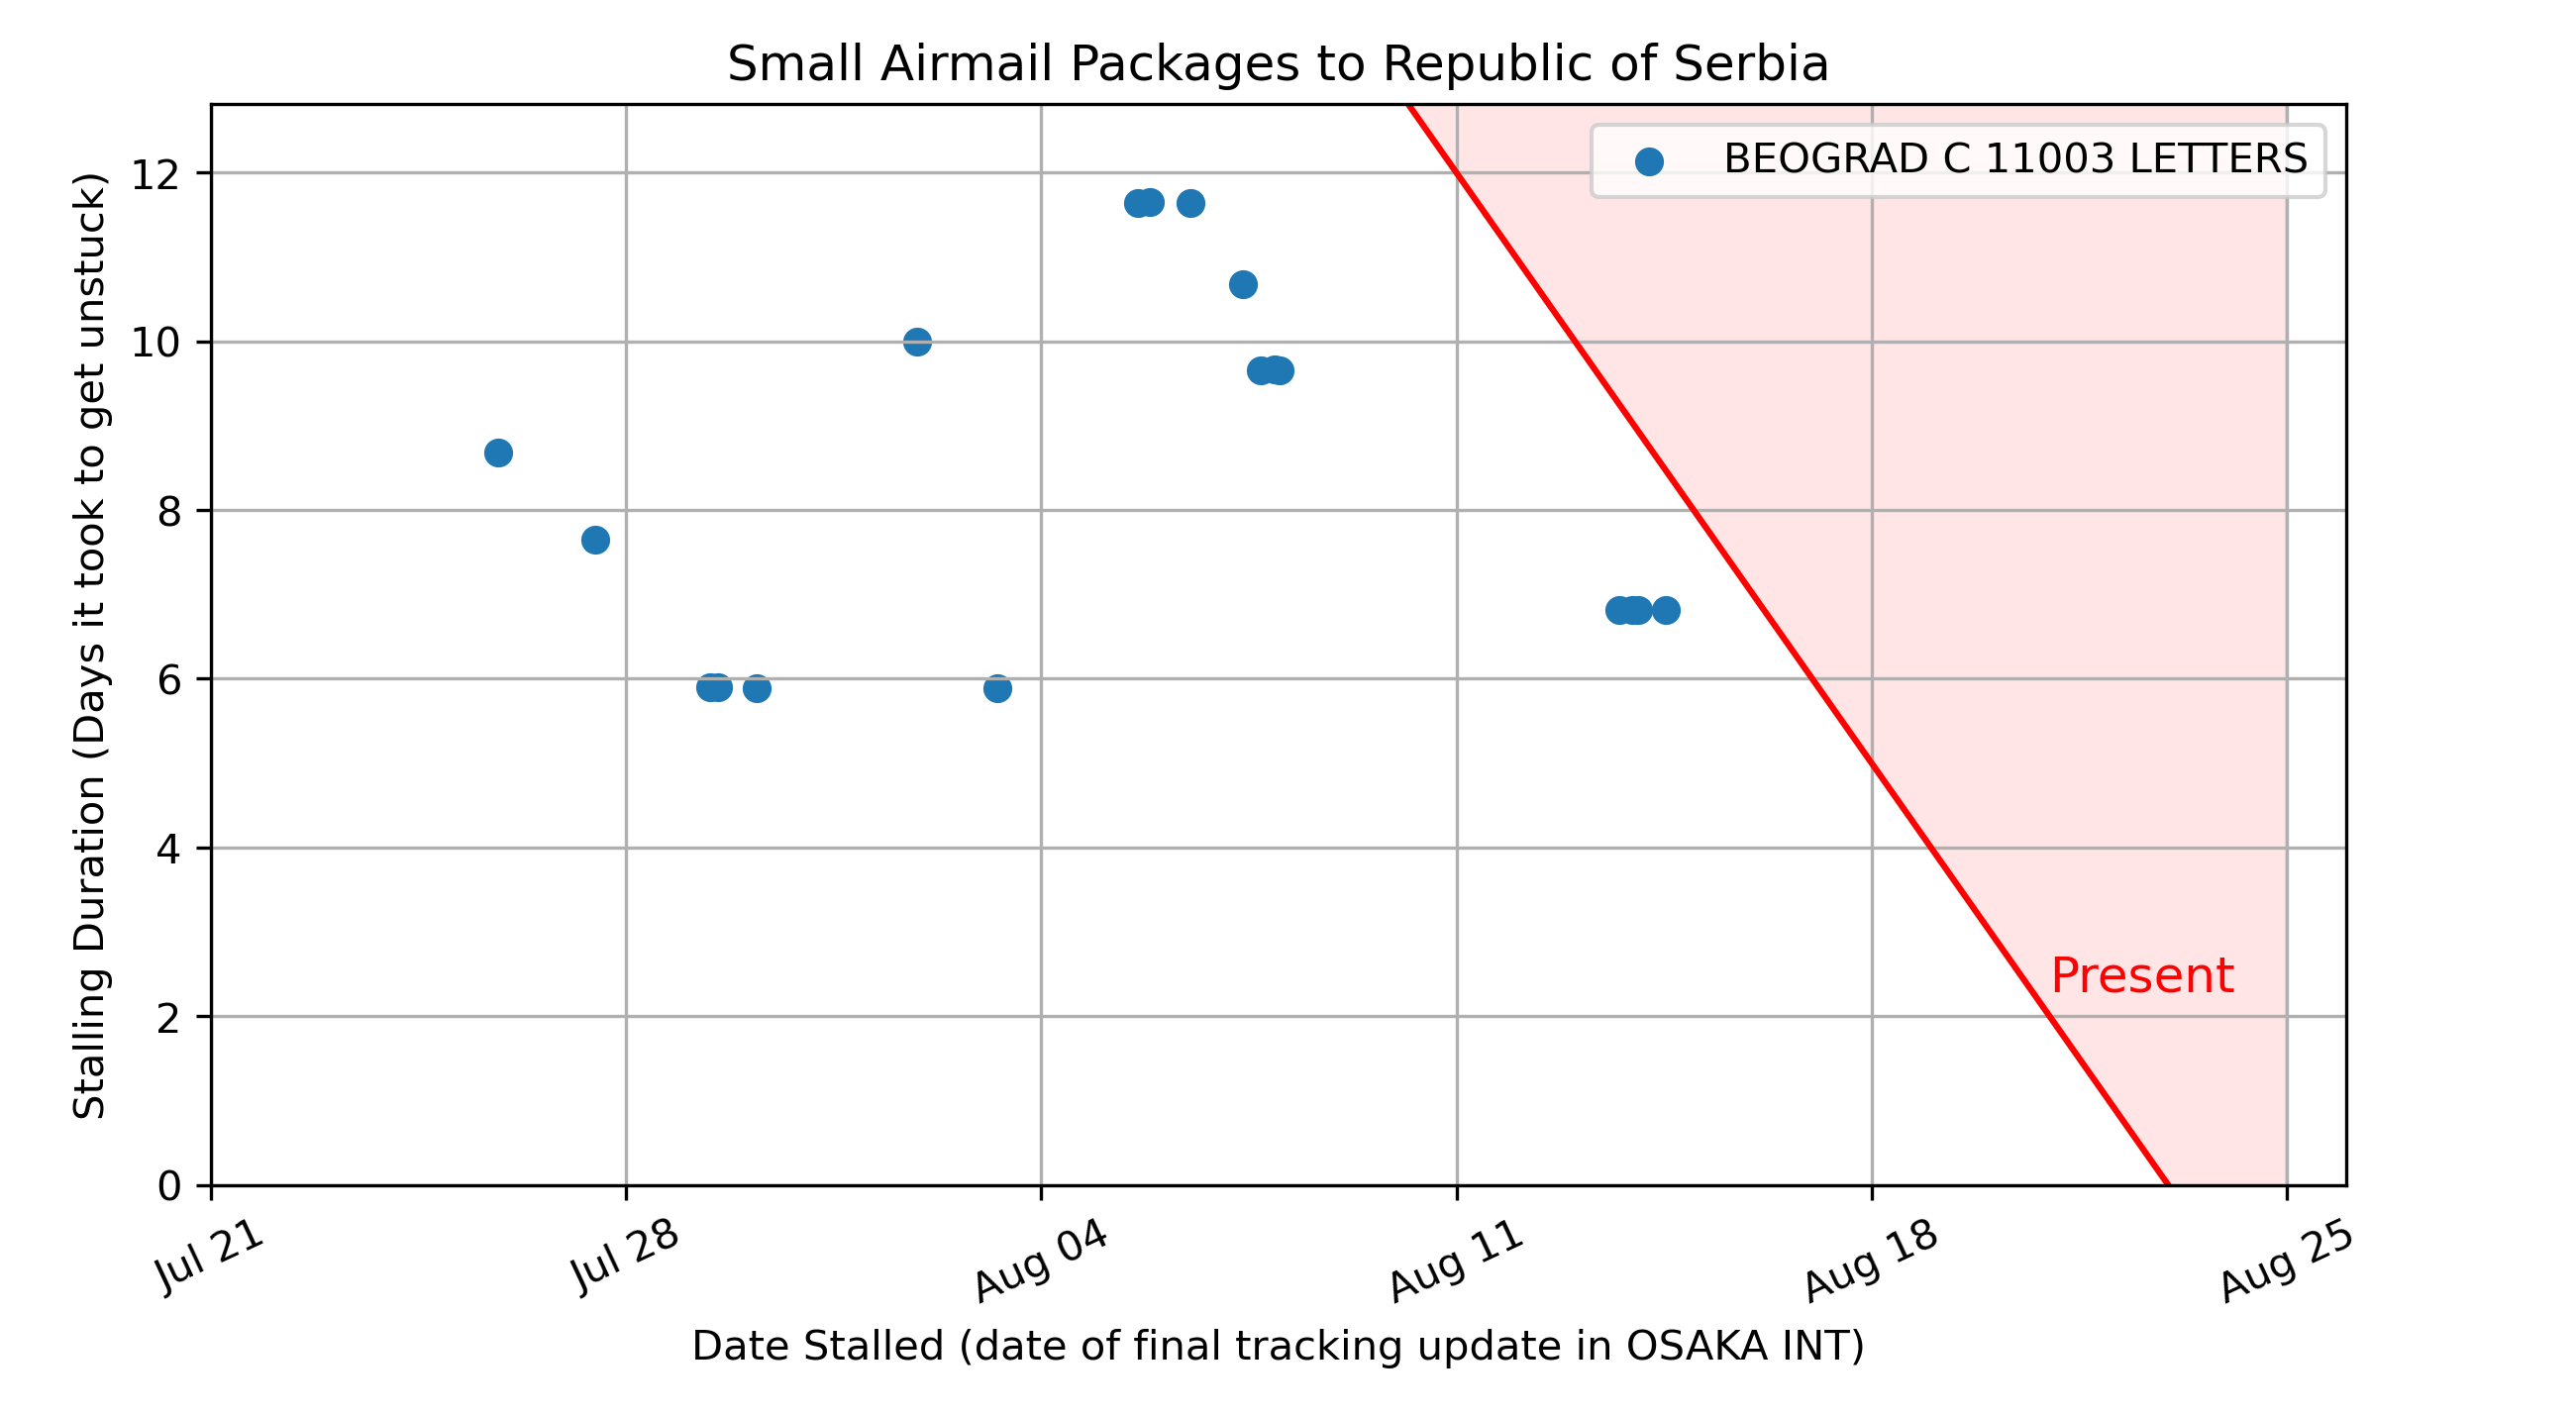 Small Airmail Packages to Republic of Serbia
BEOGRAD C 11003 LETTERS
Stalling Duration (Days it took to get unstuck)
12
10
8
6
4
2
0
Present
Jul 21
Jul 28
Aug 04
Aug 11
Aug 18
Aug 25
Date Stalled (date of final tracking update in OSAKA INT)